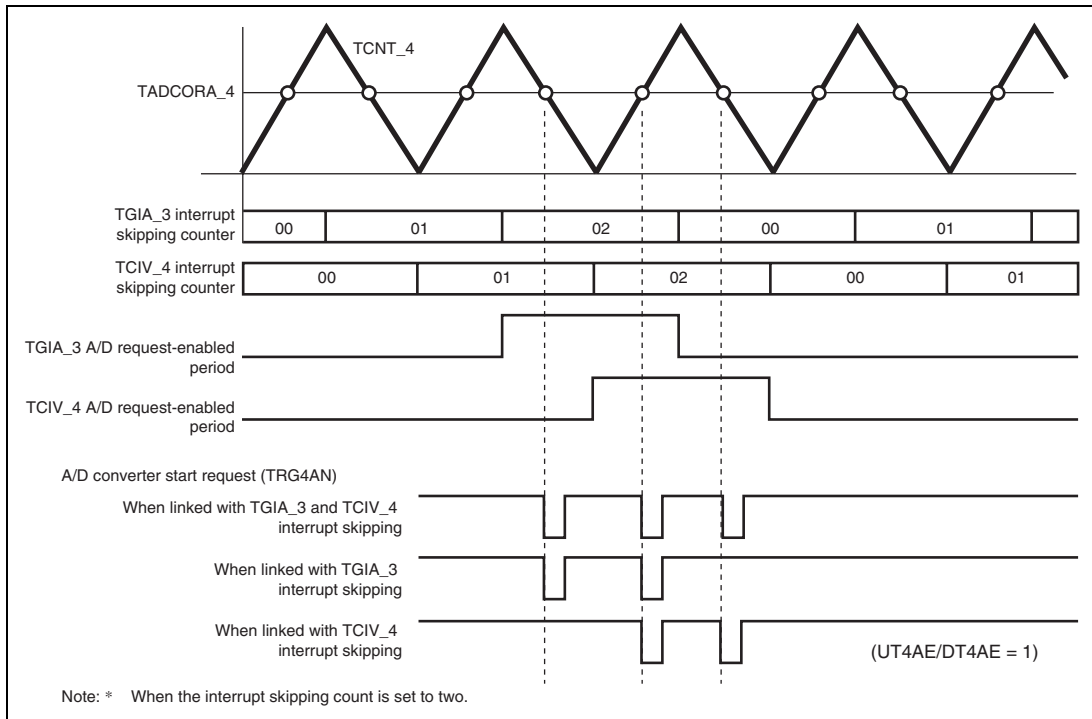 TCNT_4
TADCORA_4
TGIA_3 interrupt
skipping counter
00 01 02 00 01
TCIV_4 interrupt
skipping counter
00 01 02 00 01
TGIA_3 A/D request-enabled
period
TCIV_4 A/D request-enabled
period
A/D converter start request (TRG4AN)
When linked with TGIA_3 and TCIV_4
interrupt skipping
When linked with TGIA_3
interrupt skipping
When linked with TCIV_4
interrupt skipping
(UT4AE/DT4AE = 1)
Note: * When the interrupt skipping count is set to two.